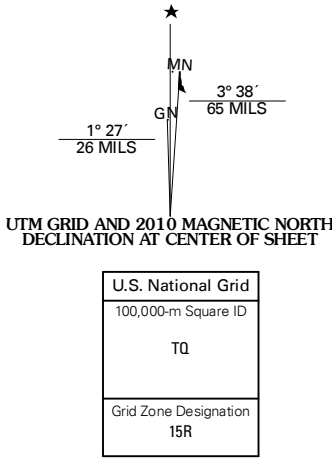 MN
GN
3° 38´
65 MILS
1° 27´
26 MILS
UTM GRID AND 2010 MAGNETIC NORTH
DECLINATION AT CENTER OF SHEET
U.S. National Grid
100,000-m Square ID
TQ
Grid Zone Designation
15R